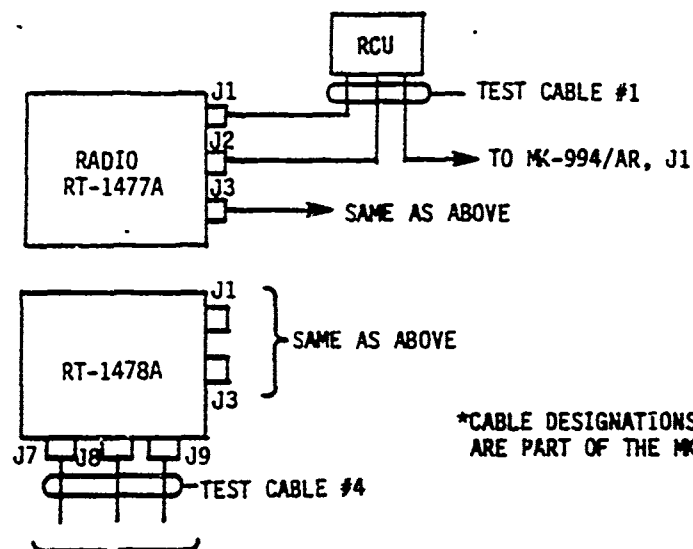 RCU
J1
TEST CABLE #1
J2
RADIO
RT-1477A
TO MK-994/AR, J1
J3
SAME AS ABOVE
J1
SAME AS ABOVE
RT-1478A
J3
*CABLE DESIGNATIONS
ARE PART OF THE
J7 J8 J9
TEST CABLE #4